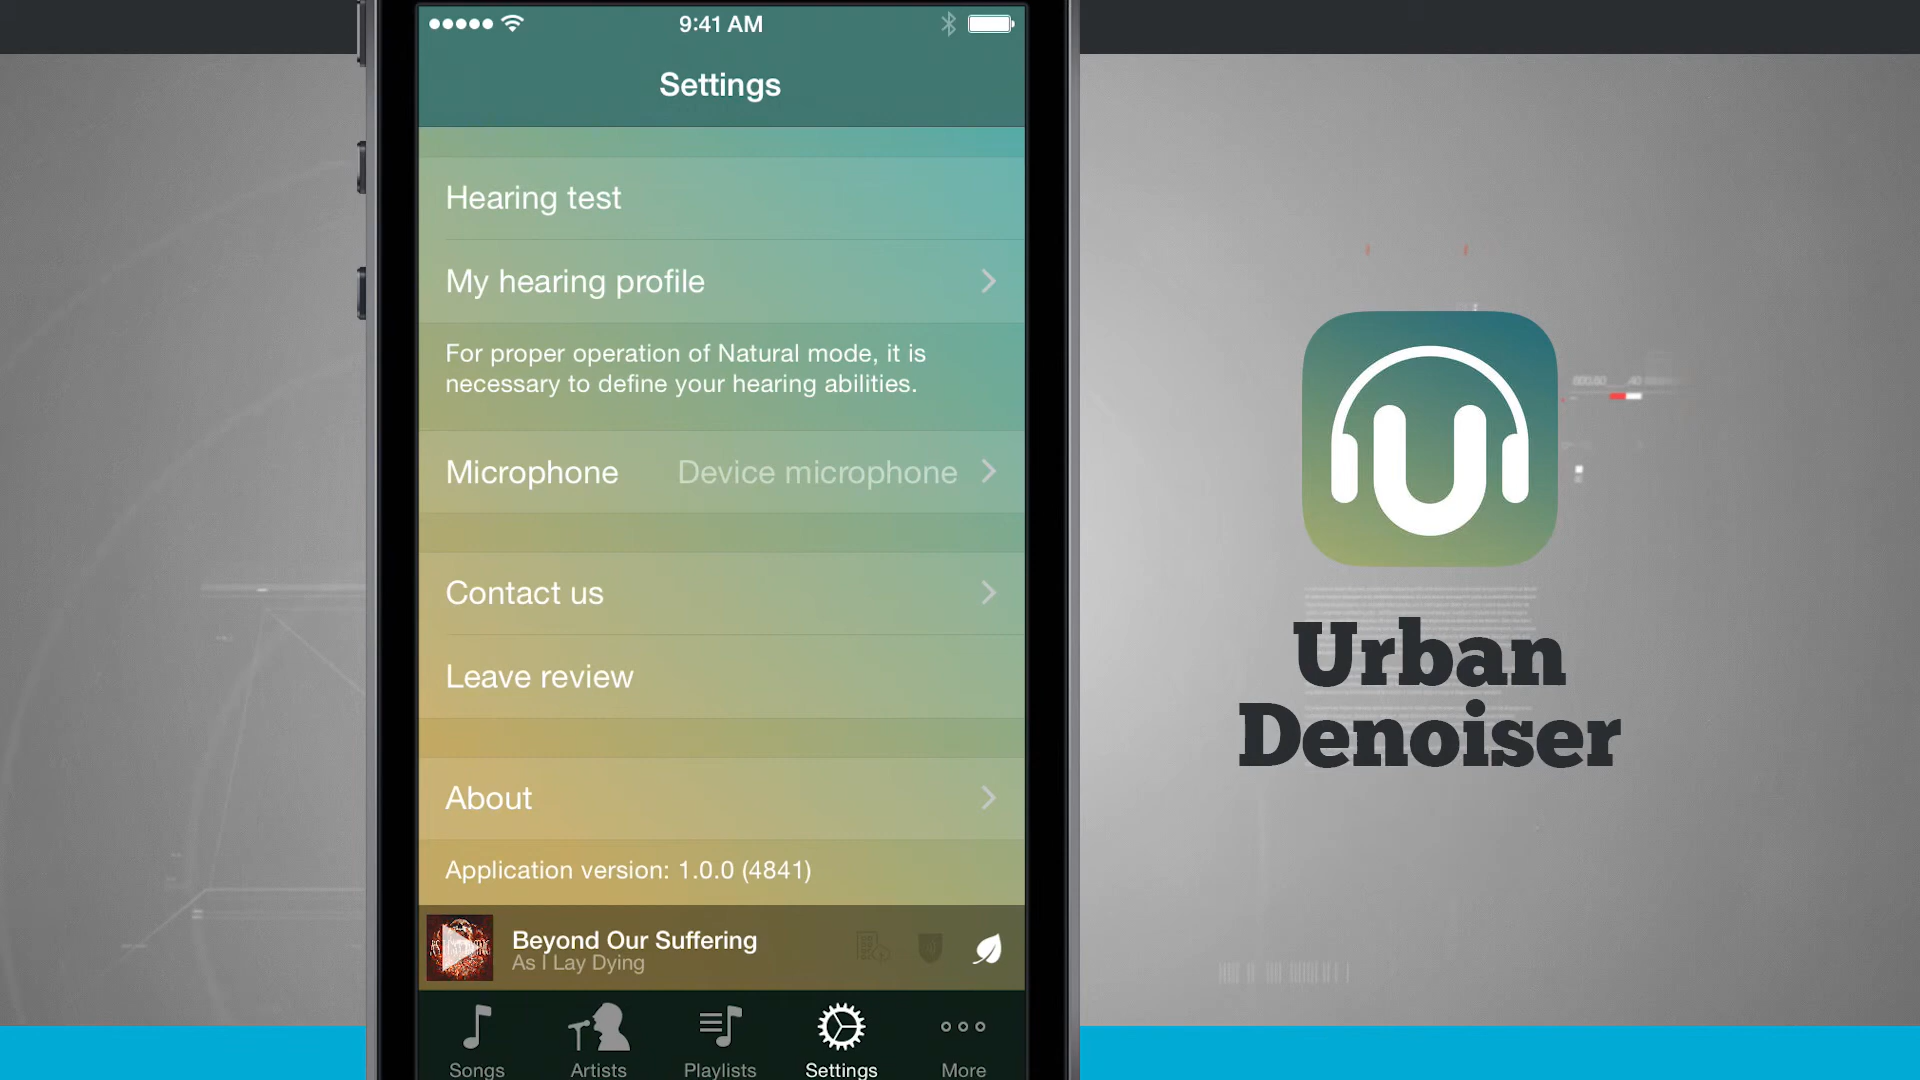 9:41 AM
Settings
Hearing test
My hearing profile
For proper operation of Natural mode, it is
necessary to define your hearing abilities.
Microphone
Device microphone
Contact us
Leave review
About
Application version: 1.0.0 (4841)
Beyond Our Suffering
As I Lay Dying
Songs
Artists
Playlists
Settings
More
U
Urban
Denoiser